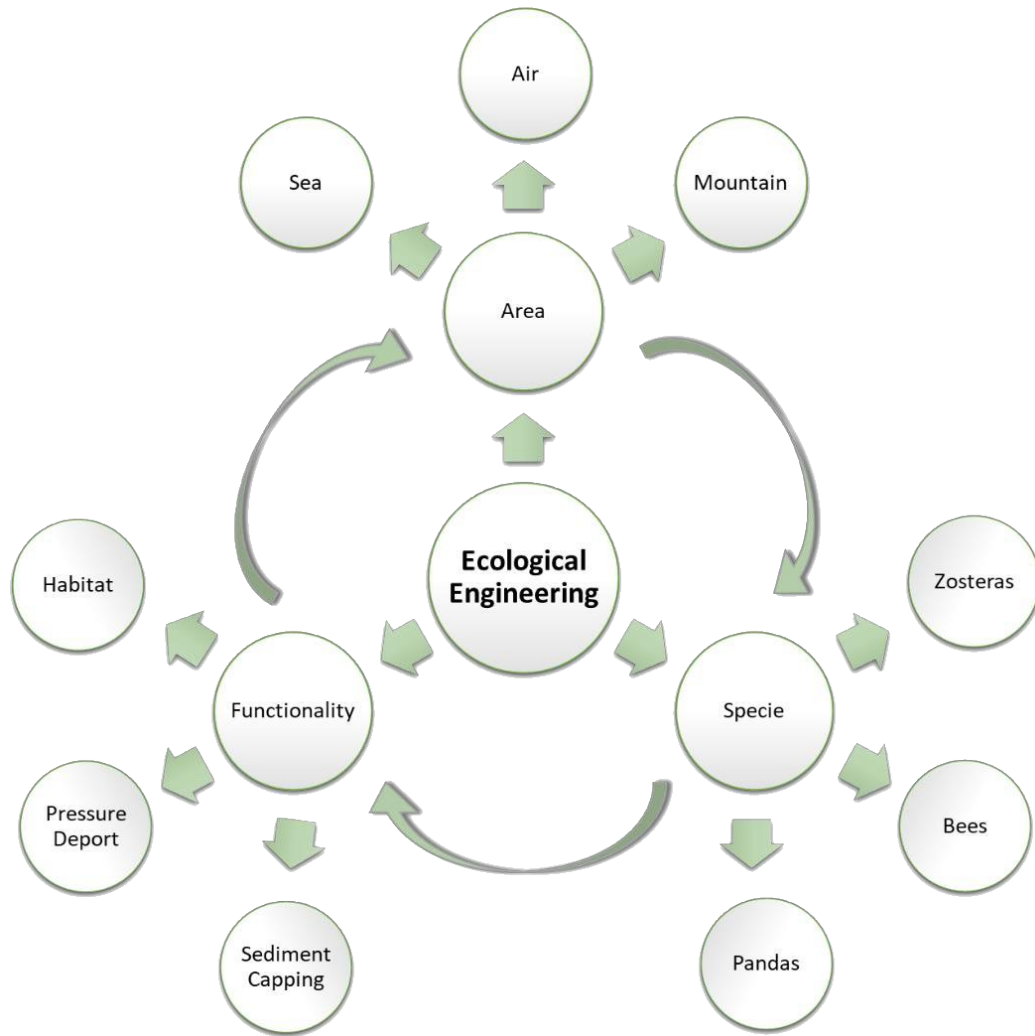 Air
Sea
Mountain
Area
Ecological
Engineering
Habitat
Zosteras
Functionality
Specie
Pressure
Deport
Bees
Sediment
Capping
Pandas